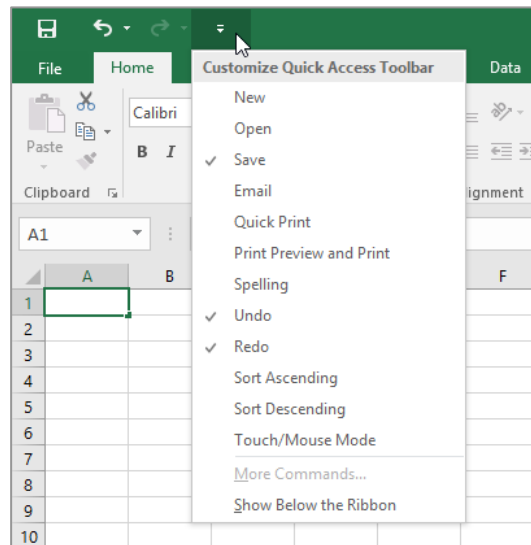 File Home Data
Customize Quick Access Toolbar
New
Open
Save
Email
Quick Print
Print Preview and Print
Spelling
Undo
Redo
Sort Ascending
Sort Descending
Touch/Mouse Mode
More Commands...
Show Below the Ribbon
Calibri
Paste
B I
Clipboard
lignment
A1
A B F
1
2
3
4
5
6
7
8
9
10